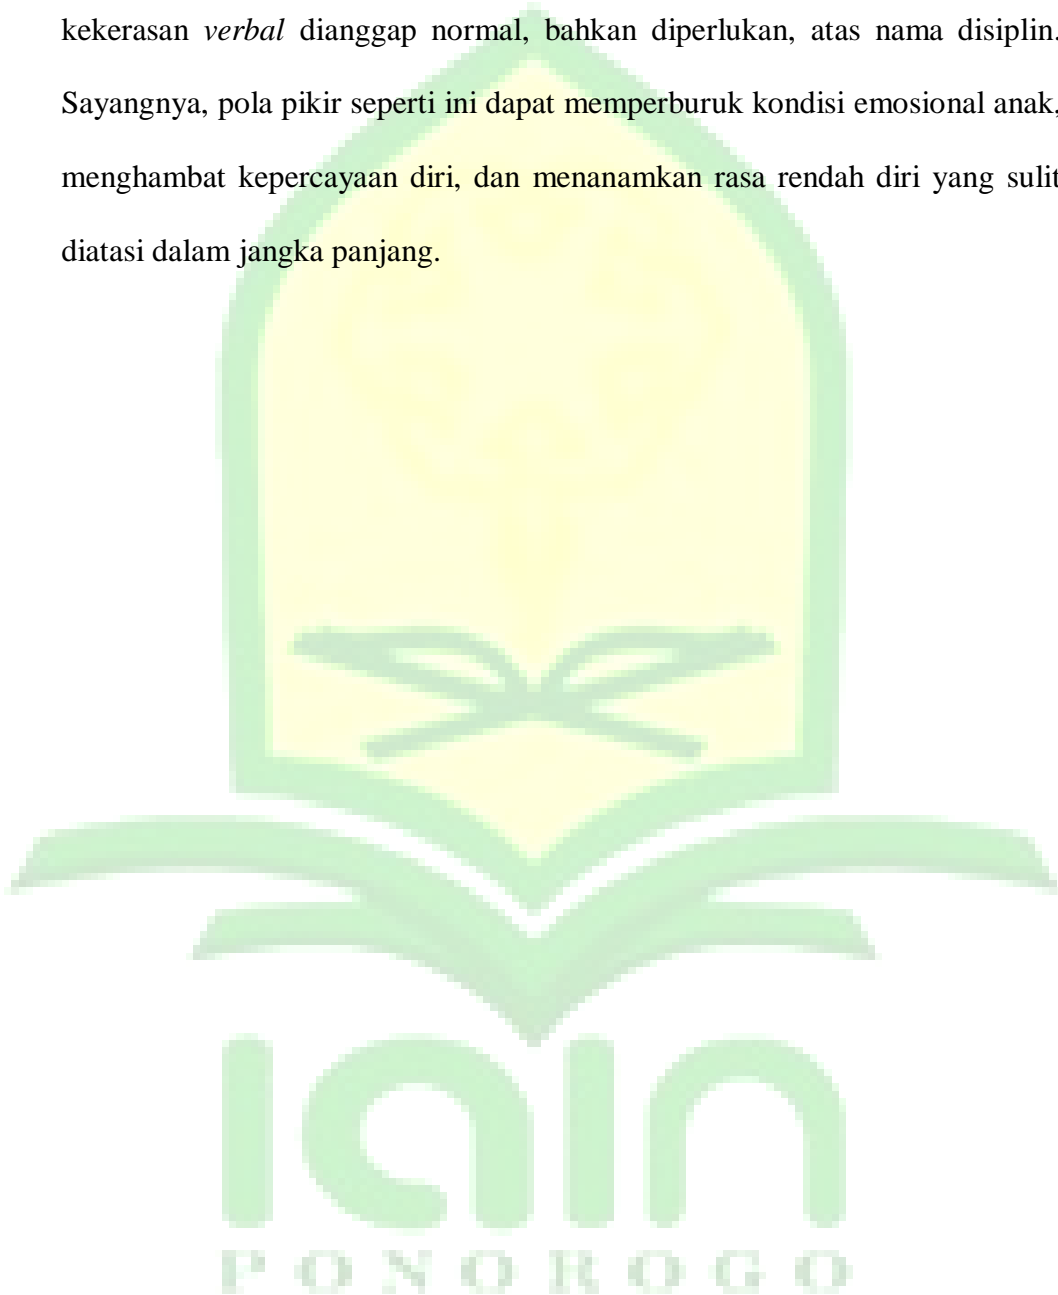 kekerasan verbal dianggap normal, bahkan diperlukan, atas nama disiplin.
Sayangnya, pola pikir seperti ini dapat memperburuk kondisi emosional anak,
menghambat kepercayaan diri, dan menanamkan rasa rendah diri yang sulit
diatasi dalam jangka panjang.
iain
PONOROGO